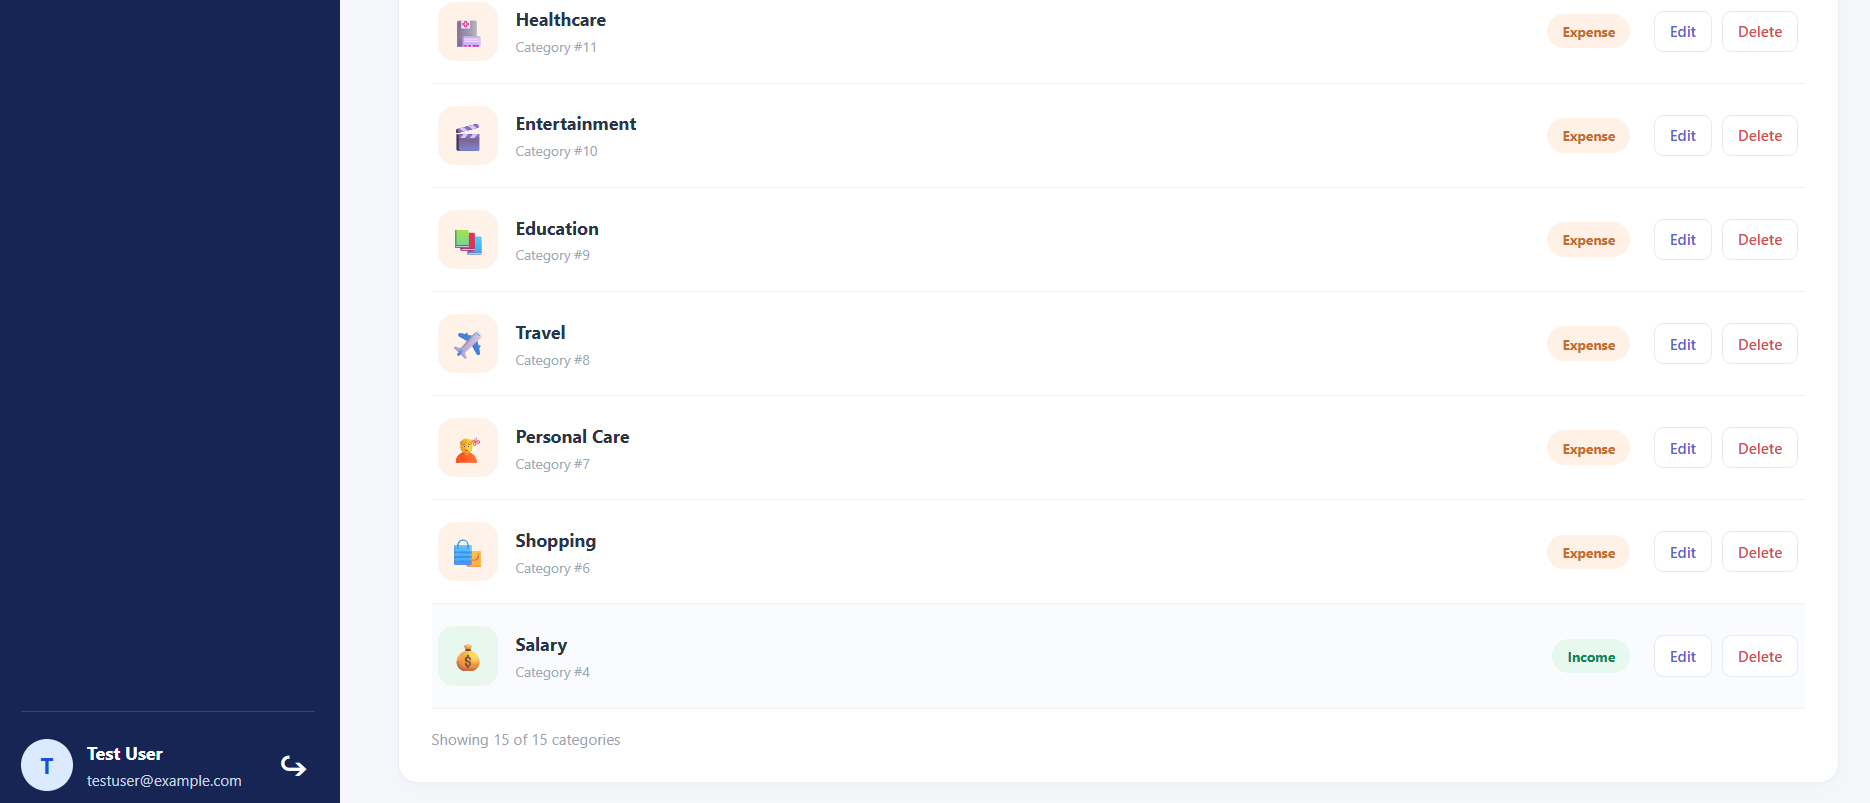 Healthcare
Category #11
Expense
Edit
Delete
Entertainment
Category #10
Expense
Edit
Delete
Education
Category #9
Expense
Edit
Delete
Travel
Category #8
Expense
Edit
Delete
Personal Care
Category #7
Expense
Edit
Delete
Shopping
Category #6
Expense
Edit
Delete
Salary
Category #4
Income
Edit
Delete
Showing 15 of 15 categories
T
Test User
testuser@example.com